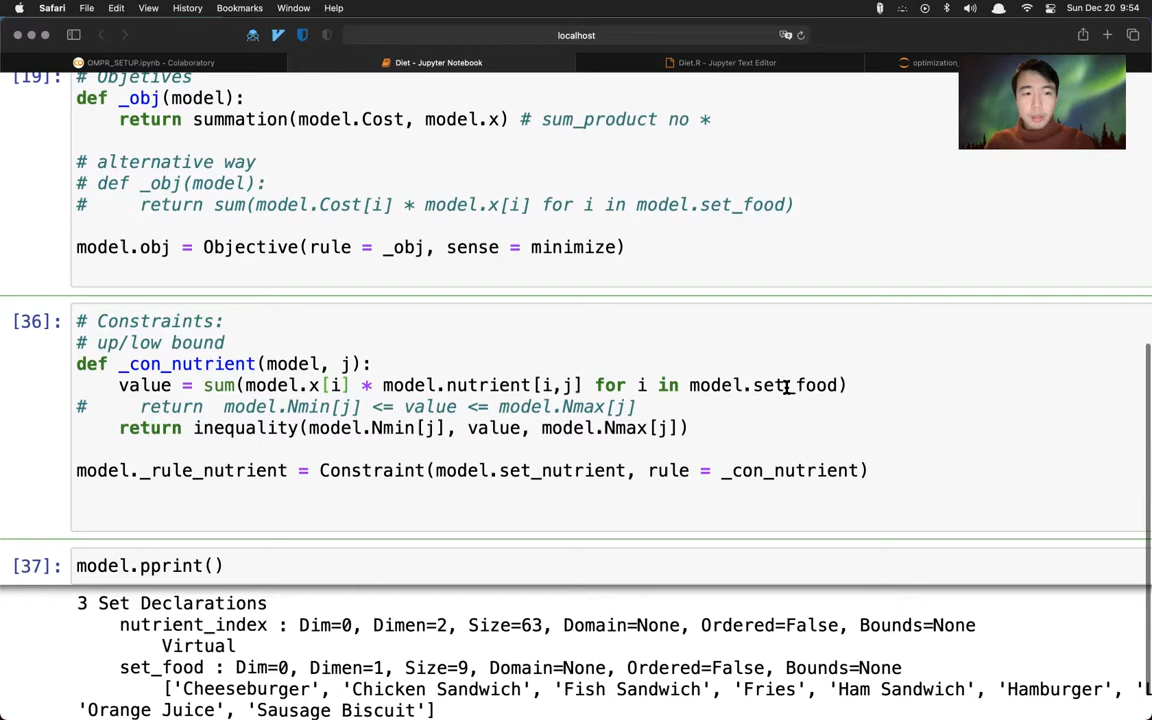 Safari File Edit View History Bookmarks Window Help Sun Dec 20 9:54
localhost
OMPR_SETUP.ipynb - Colaboratory Diet - Jupyter Notebook Diet.R - Jupyter Text Editor optimization_
[19]: # Objetives
def _obj(model):
return summation(model.Cost, model.x) # sum_product no *
# alternative way
# def _obj(model):
# return sum(model.Cost[i] * model.x[i] for i in model.set_food)
model.obj = Objective(rule = _obj, sense = minimize)
[36]: # Constraints:
# up/low bound
def _con_nutrient(model, j):
value = sum(model.x[i] * model.nutrient[i,j] for i in model.set_food)
# return model.Nmin[j] <= value <= model.Nmax[j]
return inequality(model.Nmin[j], value, model.Nmax[j])
model._rule_nutrient = Constraint(model.set_nutrient, rule = _con_nutrient)
[37]: model.pprint()
3 Set Declarations
nutrient_index : Dim=0, Dimen=2, Size=63, Domain=None, Ordered=False, Bounds=None
Virtual
set_food : Dim=0, Dimen=1, Size=9, Domain=None, Ordered=False, Bounds=None
['Cheeseburger', 'Chicken Sandwich', 'Fish Sandwich', 'Fries', 'Ham Sandwich', 'Hamburger',
'Orange Juice', 'Sausage Biscuit']